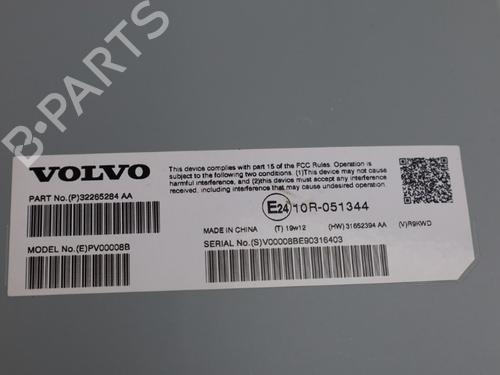 B-PARTS
VOLVO
This device complies with part 15 of the FCC Rules. Operation is
subject to the following two conditions. (1)This device may not cause
harmful interference, and (2)this device must accept any interference
received, including interference that may cause undesired operation.
PART No.(P)32265284 AA
E24 10R-051344
MADE IN CHINA (T) 19w12 (HW) 31652394 AA (V)R9KWD
MODEL No.(E)PV00008B
SERIAL No.(S)V00008BE90316403